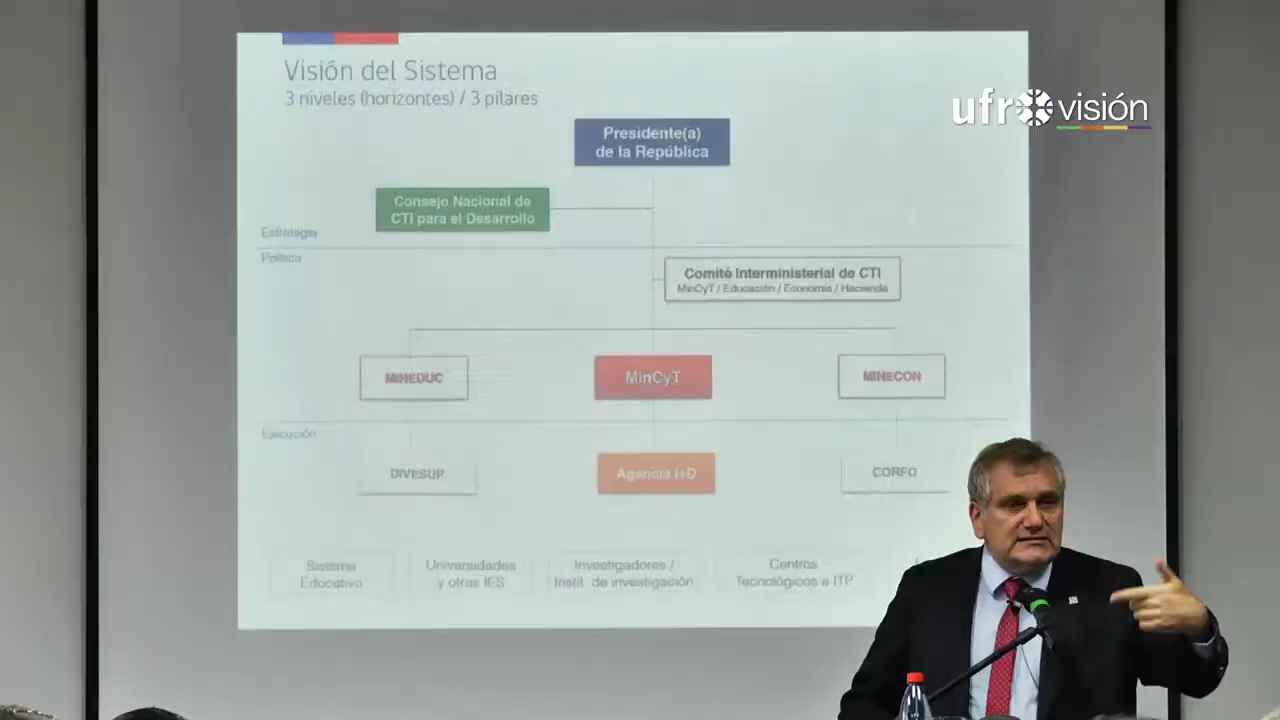 Visión del Sistema
3 niveles (horizontes) / 3 pilares
ufro visión
Presidente(a)
de la República
Consejo Nacional de
CTI para el Desarrollo
Estrategia
Política
Comité Interministerial de CTI
MinCyT / Educación / Economía / Hacienda
MINEDUC
MinCyT
MINECON
Ejecución
DIVESUP
Agencia I+D
CORFO
Sistema
Educativo
Universidades
y otras IES
Investigadores /
Instit. de investigación
Centros
Tecnológicos e ITP